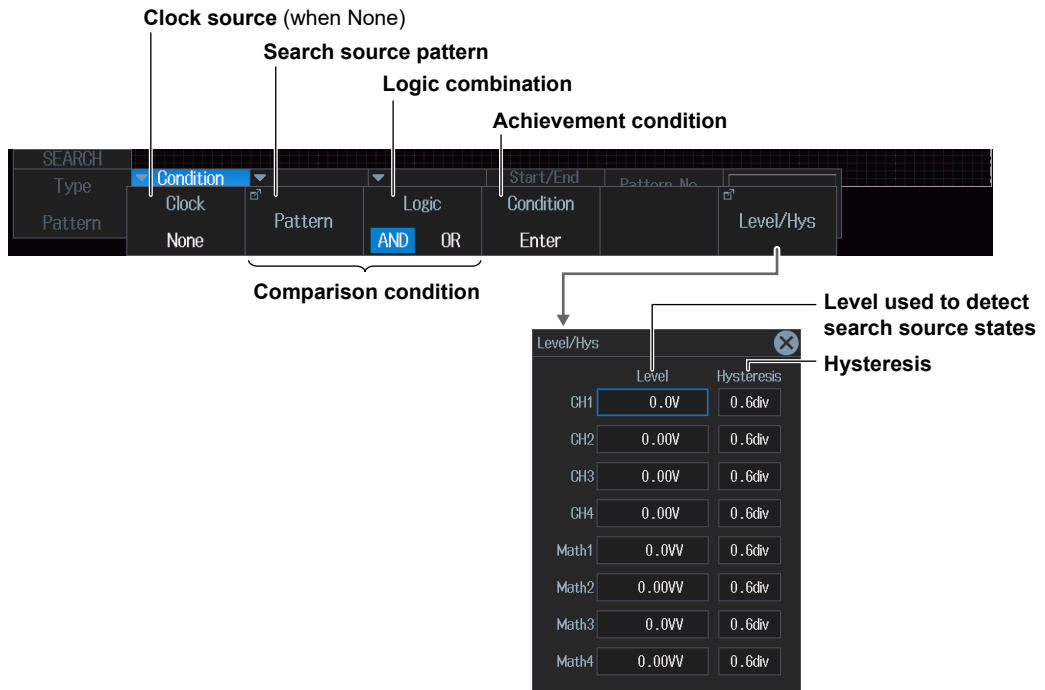 Clock source (when None)
Search source pattern
Logic combination
Achievement condition
SEARCH
Type
Pattern
Condition
Clock
None
Pattern
Logic
AND OR
Start/End
Condition
Enter
Pattern No.
Level/Hys
Comparison condition
Level used to detect
search source states
Hysteresis
Level/Hys
Level Hysteresis
CH1 0.0V 0.6div
CH2 0.00V 0.6div
CH3 0.00V 0.6div
CH4 0.00V 0.6div
Math1 0.0VV 0.6div
Math2 0.00VV 0.6div
Math3 0.0VV 0.6div
Math4 0.00VV 0.6div